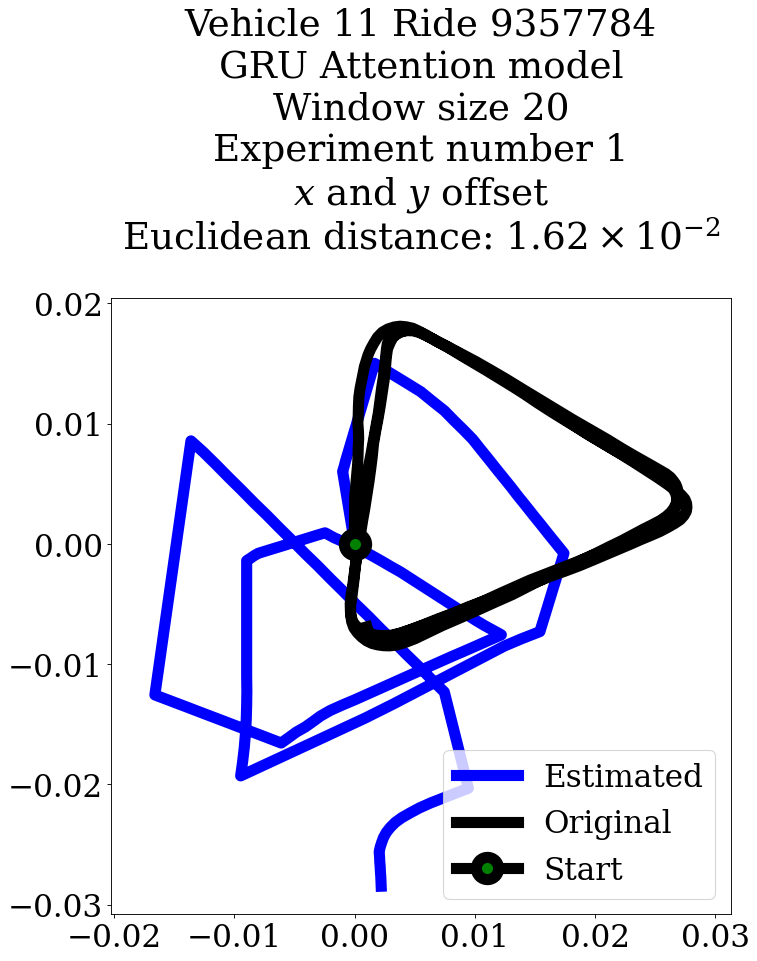 Vehicle 11 Ride 9357784
GRU Attention model
Window size 20
Experiment number 1
x and y offset
Euclidean distance: 1.62 × 10⁻²
0.02
0.01
0.00
−0.01
−0.02
−0.03
Estimated
Original
Start
−0.02 −0.01 0.00 0.01 0.02 0.03